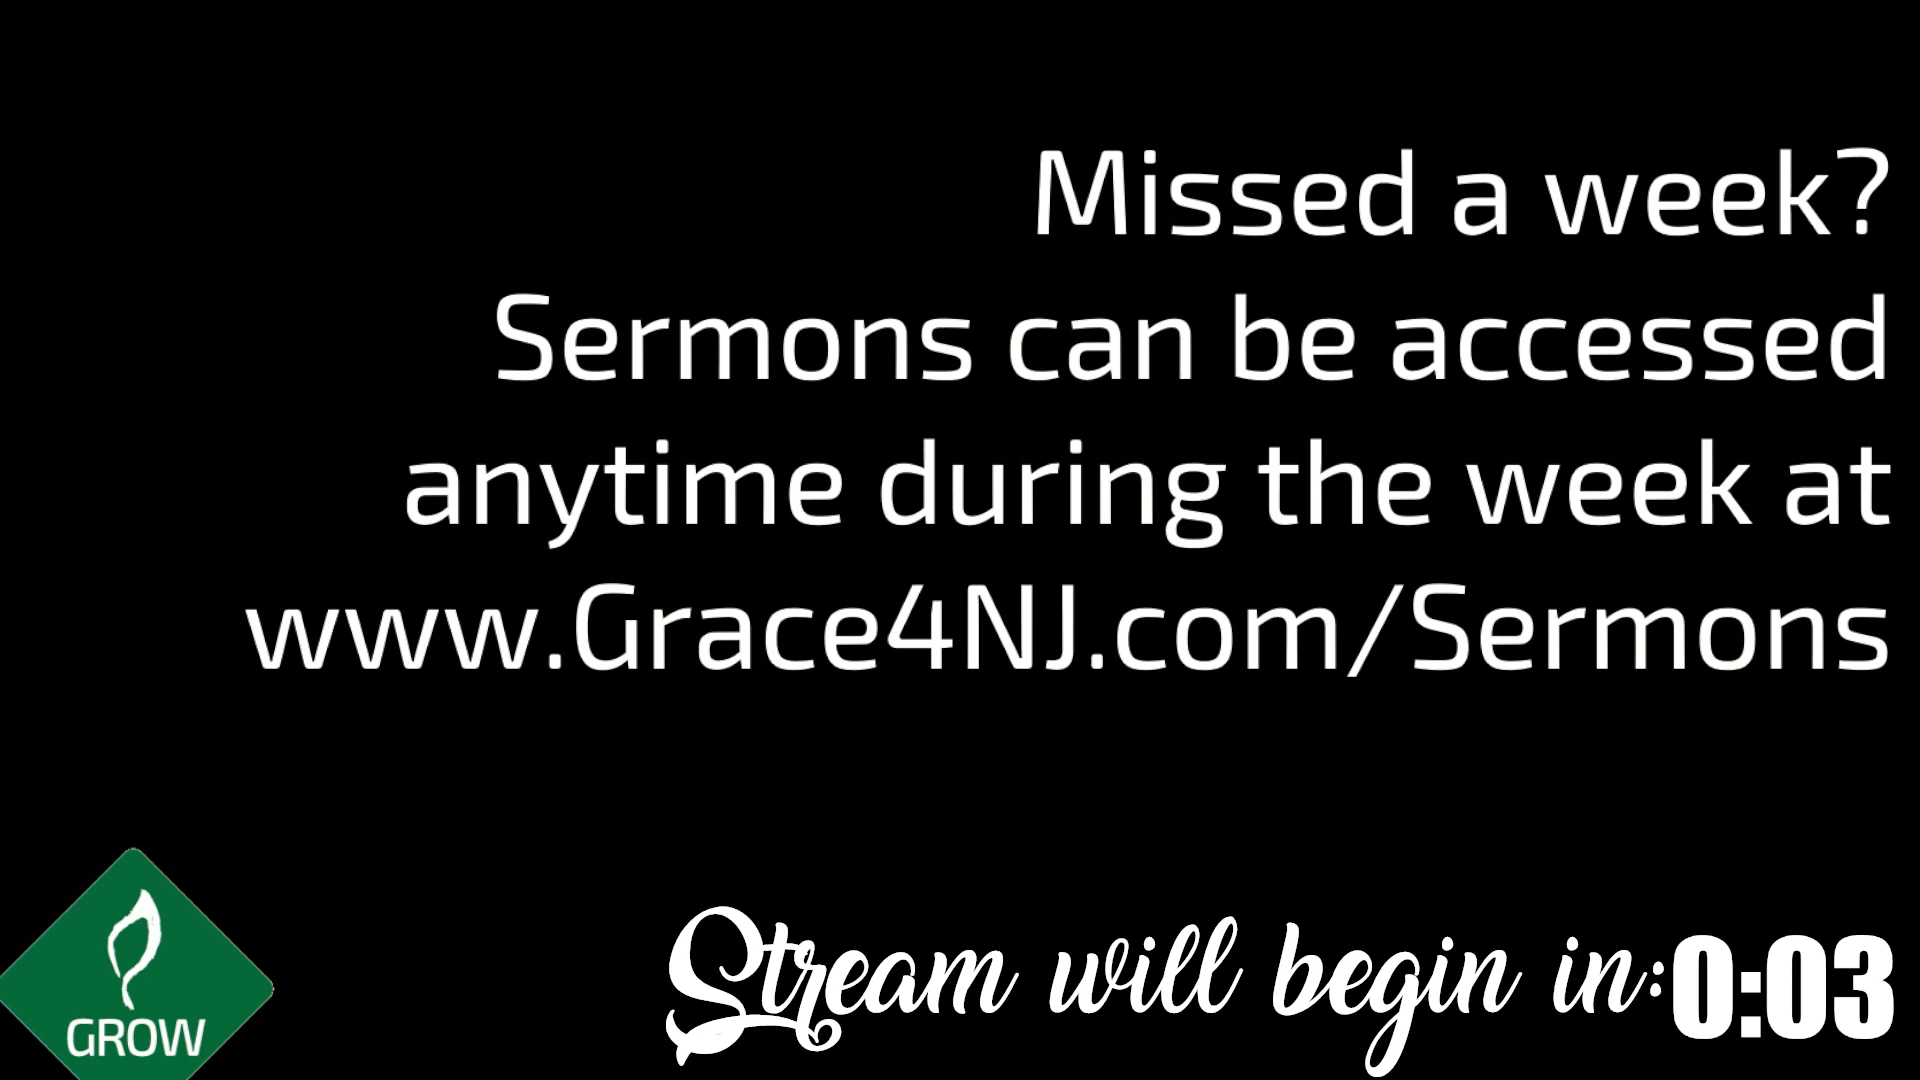 Missed a week?
Sermons can be accessed
anytime during the week at
www.Grace4NJ.com/Sermons
GROW
Stream will begin in:0:03